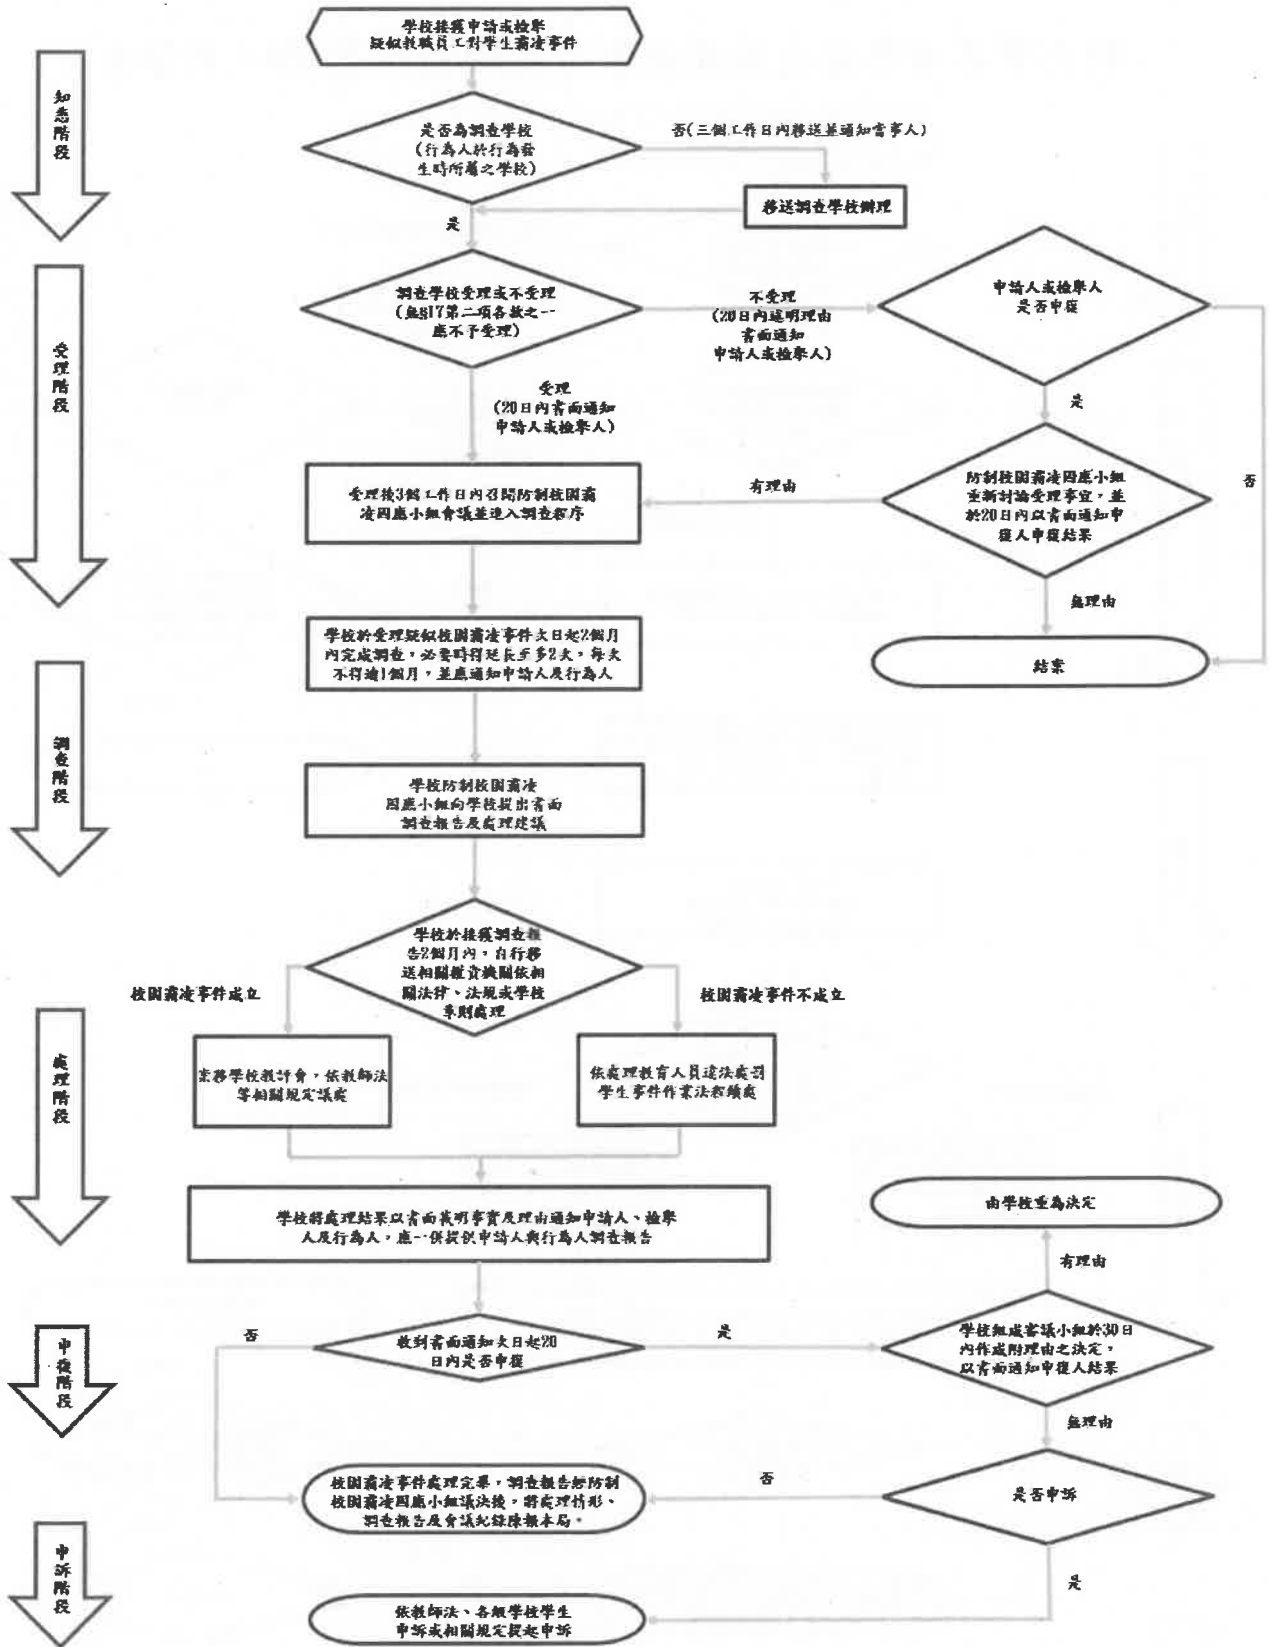 學校接獲申請或檢舉
疑似教職員工對學生霸凌事件
知悉階段
是否為調查學校
(行為人於行為發
生時所屬之學校)
否(三個工作日內移送並通知當事人)
移送調查學校辦理
是
受理階段
調查學校受理或不受理
(無§17第二項各款之一
應不予受理)
不受理
(20日內述明理由
書面通知
申請人或檢舉人)
申請人或檢舉人
是否申復
受理
(20日內書面通知
申請人或檢舉人)
是
否
受理後3個工作日內召開防制校園霸
凌因應小組會議並進入調查程序
有理由
防制校園霸凌因應小組
重新討論受理事宜，並
於20日內以書面通知申
復人申復結果
無理由
學校於受理疑似校園霸凌事件次日起2個月
內完成調查，必要時得延長至多2次，每次
不得逾1個月，並應通知申請人及行為人
結案
調查階段
學校防制校園霸凌
因應小組向學校提出書面
調查報告及處理建議
學校於接獲調查報
告2個月內，自行移
送相關權責機關依相
關法律、法規或學校
章則處理
校園霸凌事件成立
校園霸凌事件不成立
處理階段
案移學校教評會，依教師法
等相關規定議處
依處理教育人員違法處罰
學生事件作業法程續處
學校將處理結果以書面載明事實及理由通知申請人、檢舉
人及行為人，應一併提供申請人與行為人調查報告
由學校重為決定
有理由
申復階段
收到書面通知次日起20
日內是否申復
否
是
學校組成審議小組於30日
內作成附理由之決定，
以書面通知申復人結果
無理由
校園霸凌事件處理完畢，調查報告經防制
校園霸凌因應小組議決後，將處理情形、
調查報告及會議紀錄陳報本局。
否
是否申訴
是
申訴階段
依教師法、各級學校學生
申訴或相關規定提起申訴